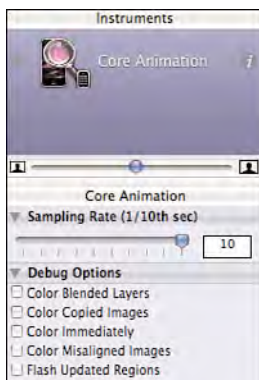 Instruments
Core Animation i
Core Animation
Sampling Rate (1/10th sec)
10
Debug Options
Color Blended Layers
Color Copied Images
Color Immediately
Color Misaligned Images
Flash Updated Regions